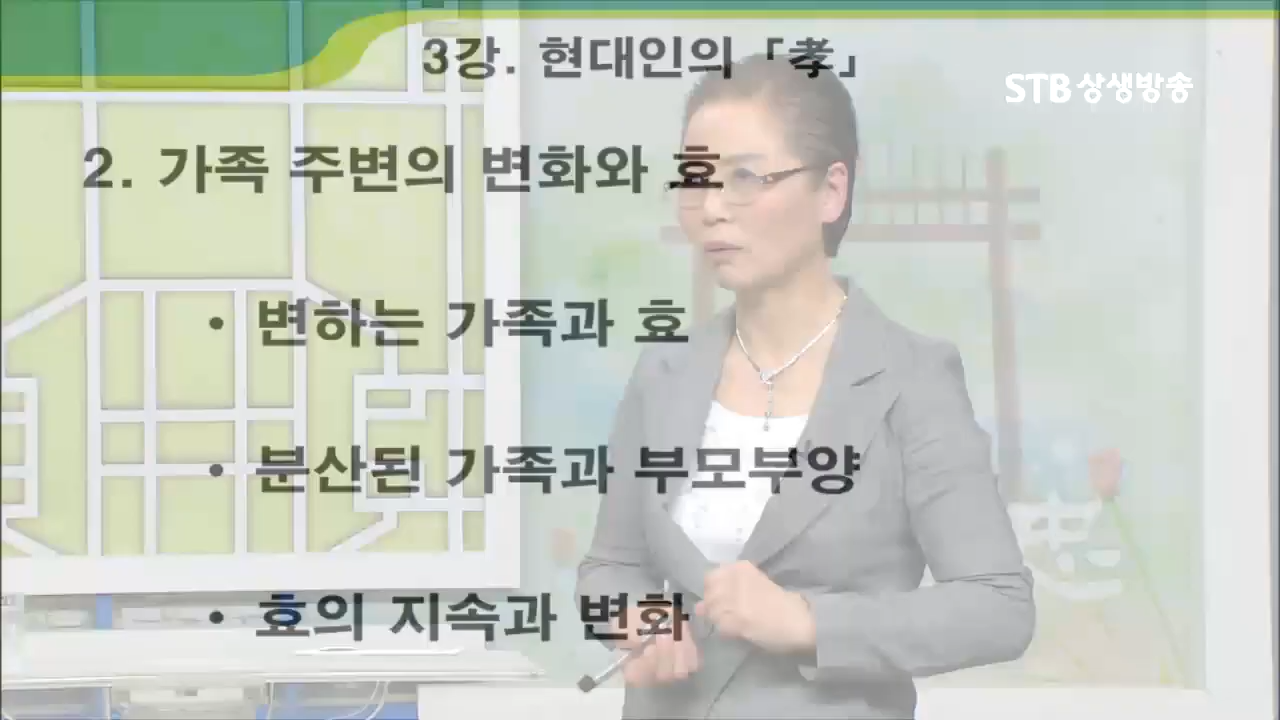 3강. 현대인의 「孝」
STB 상생방송
2. 가족 주변의 변화와 효
• 변하는 가족과 효
• 분산된 가족과 부모부양
• 효의 지속과 변화